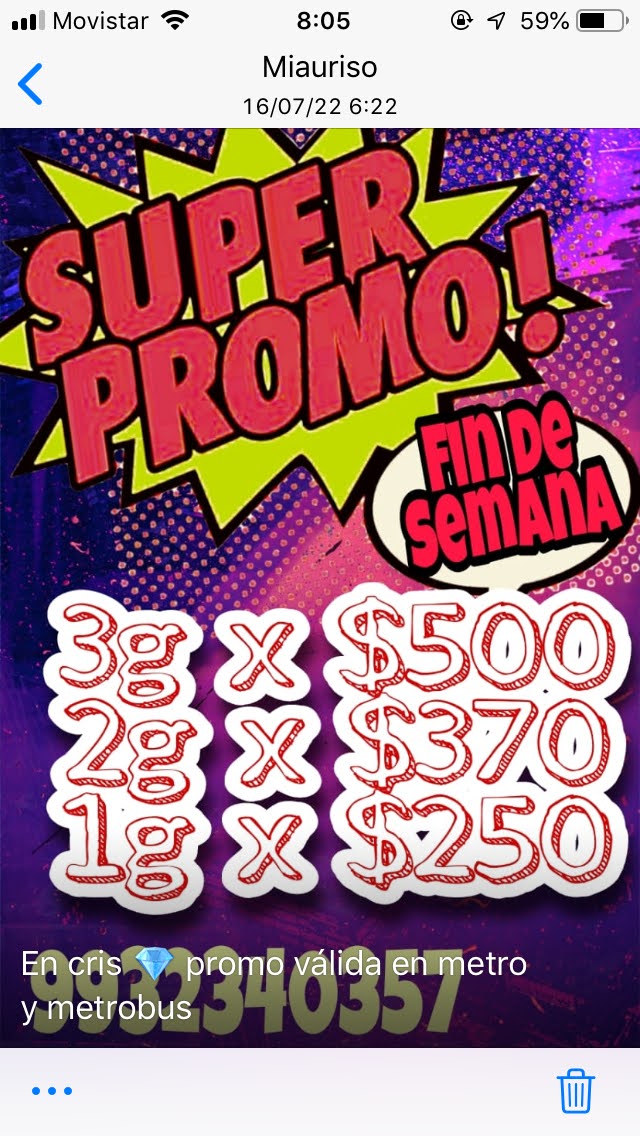 Movistar 8:05 59%
Miauriso
16/07/22 6:22
SUPER
PROMO!
FIN DE
SEMANA
3g x $500
2g x $370
1g x $250
En cris 💎 promo válida en metro
y metrobus
9932340357